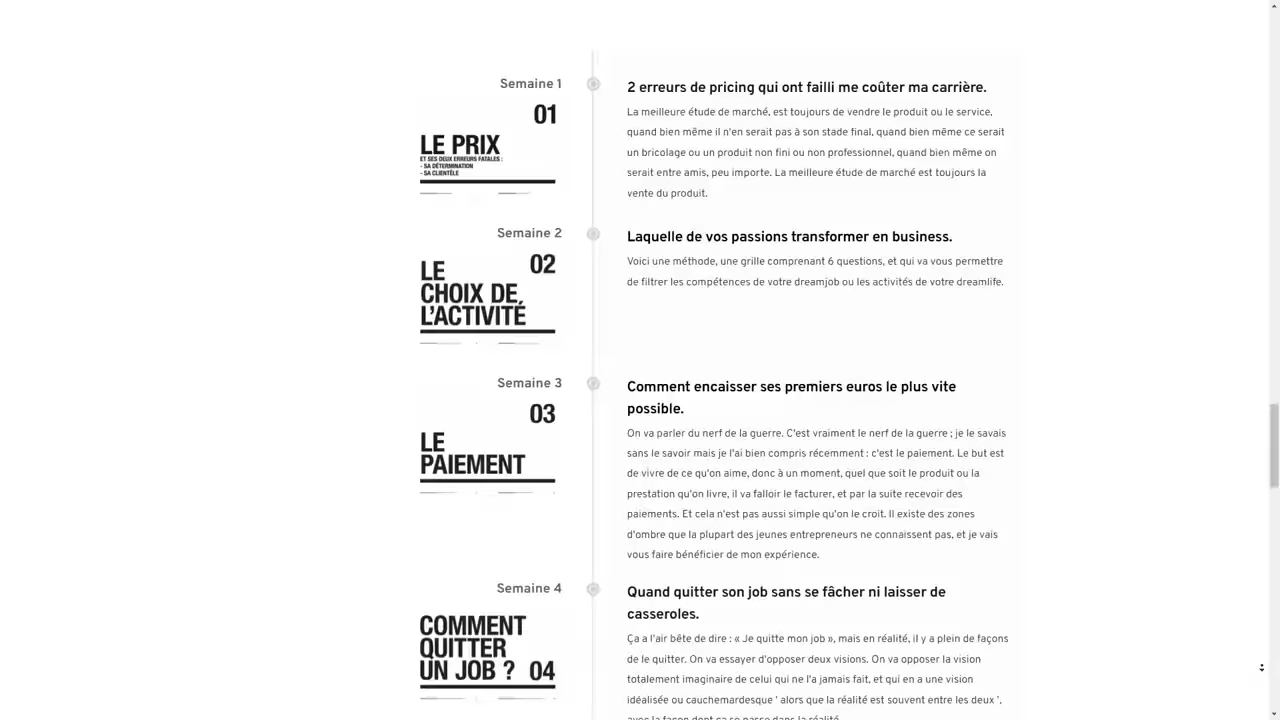 Semaine 1
01
LE PRIX
ET SES DEUX ERREURS FATALES :
- SA DÉTERMINATION
- SA CLIENTÈLE
2 erreurs de pricing qui ont failli me coûter ma carrière.
La meilleure étude de marché, est toujours de vendre le produit ou le service,
quand bien même il n'en serait pas à son stade final, quand bien même ce serait
un bricolage ou un produit non fini ou non professionnel, quand bien même on
serait entre amis, peu importe. La meilleure étude de marché est toujours la
vente du produit.
Semaine 2
02
LE
CHOIX DE
L'ACTIVITÉ
Laquelle de vos passions transformer en business.
Voici une méthode, une grille comprenant 6 questions, et qui va vous permettre
de filtrer les compétences de votre dreamjob ou les activités de votre dreamlife.
Semaine 3
03
LE
PAIEMENT
Comment encaisser ses premiers euros le plus vite
possible.
On va parler du nerf de la guerre. C'est vraiment le nerf de la guerre ; je le savais
sans le savoir mais je l'ai bien compris récemment : c'est le paiement. Le but est
de vivre de ce qu'on aime, donc à un moment, quel que soit le produit ou la
prestation qu'on livre, il va falloir le facturer, et par la suite recevoir des
paiements. Et cela n'est pas aussi simple qu'on le croit. Il existe des zones
d'ombre que la plupart des jeunes entrepreneurs ne connaissent pas, et je vais
vous faire bénéficier de mon expérience.
Semaine 4
COMMENT
QUITTER
UN JOB ? 04
Quand quitter son job sans se fâcher ni laisser de
casseroles.
Ça a l'air bête de dire : « Je quitte mon job », mais en réalité, il y a plein de façons
de le quitter. On va essayer d'opposer deux visions. On va opposer la vision
totalement imaginaire de celui qui ne l'a jamais fait, et qui en a une vision
idéalisée ou cauchemardesque ' alors que la réalité est souvent entre les deux ',
avec la façon dont ça se passe dans la réalité.